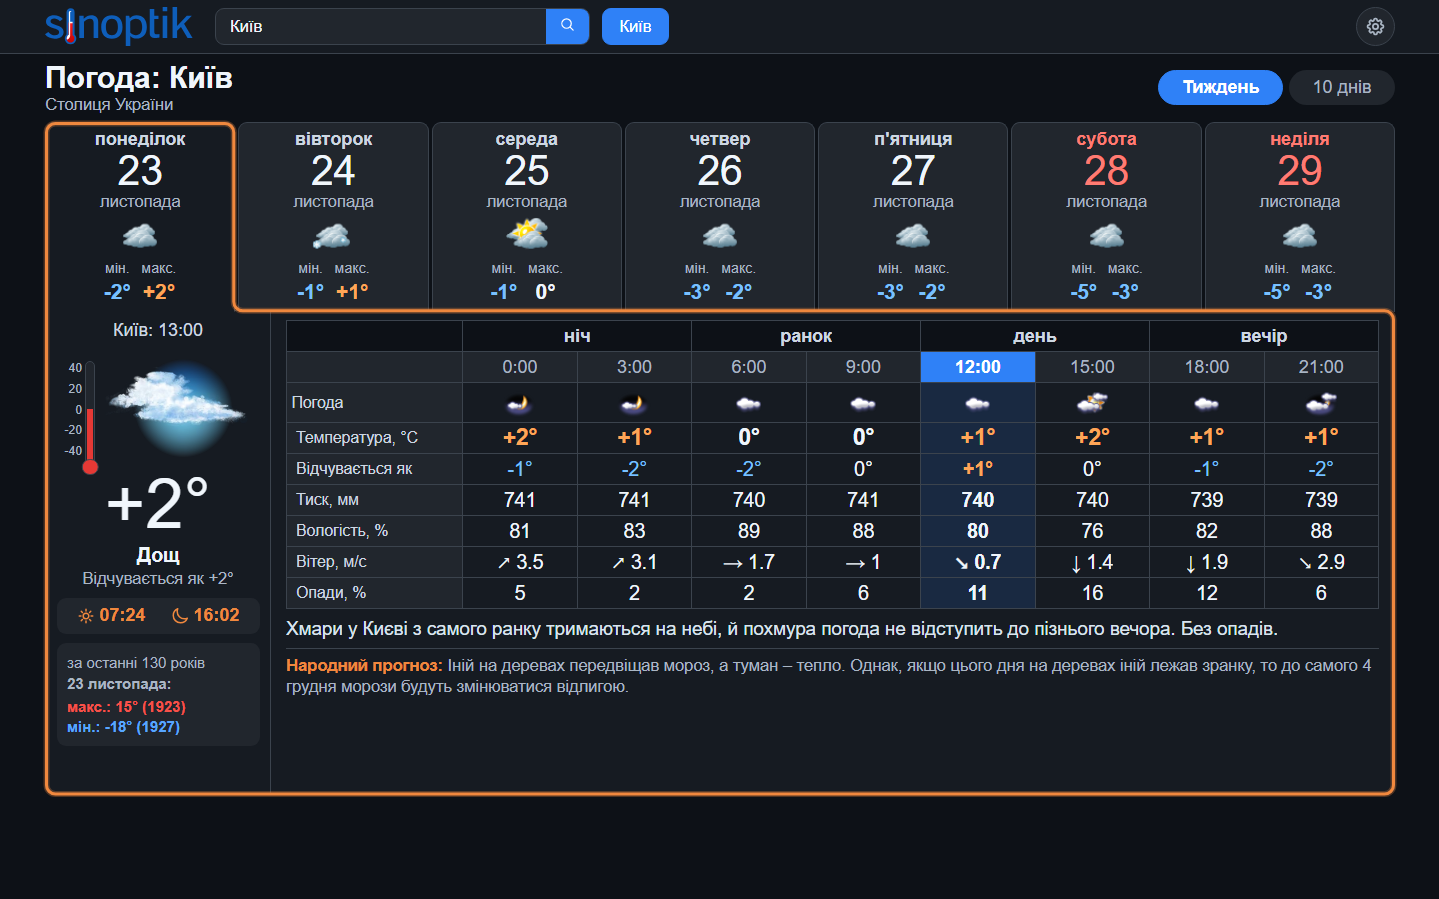 sinoptik
Київ
Київ
Погода: Київ
Столиця України
Тиждень
10 днів
понеділок
23
листопада
мін. макс.
-2° +2°
вівторок
24
листопада
мін. макс.
-1° +1°
середа
25
листопада
мін. макс.
-1° 0°
четвер
26
листопада
мін. макс.
-3° -2°
п'ятниця
27
листопада
мін. макс.
-3° -2°
субота
28
листопада
мін. макс.
-5° -3°
неділя
29
листопада
мін. макс.
-5° -3°
Київ: 13:00
40
20
0
-20
-40
+2°
Дощ
Відчувається як +2°
07:24 16:02
за останні 130 років
23 листопада:
макс.: 15° (1923)
мін.: -18° (1927)
ніч ранок день вечір
0:00 3:00 6:00 9:00 12:00 15:00 18:00 21:00
Погода
Температура, °C +2° +1° 0° 0° +1° +2° +1° +1°
Відчувається як -1° -2° -2° 0° +1° 0° -1° -2°
Тиск, мм 741 741 740 741 740 740 739 739
Вологість, % 81 83 89 88 80 76 82 88
Вітер, м/с ↗ 3.5 ↗ 3.1 → 1.7 → 1 ↘ 0.7 ↓ 1.4 ↓ 1.9 ↘ 2.9
Опади, % 5 2 2 6 11 16 12 6
Хмари у Києві з самого ранку тримаються на небі, й похмура погода не відступить до пізнього вечора. Без опадів.
Народний прогноз: Іній на деревах передвіщав мороз, а туман – тепло. Однак, якщо цього дня на деревах іній лежав зранку, то до самого 4
грудня морози будуть змінюватися відлигою.